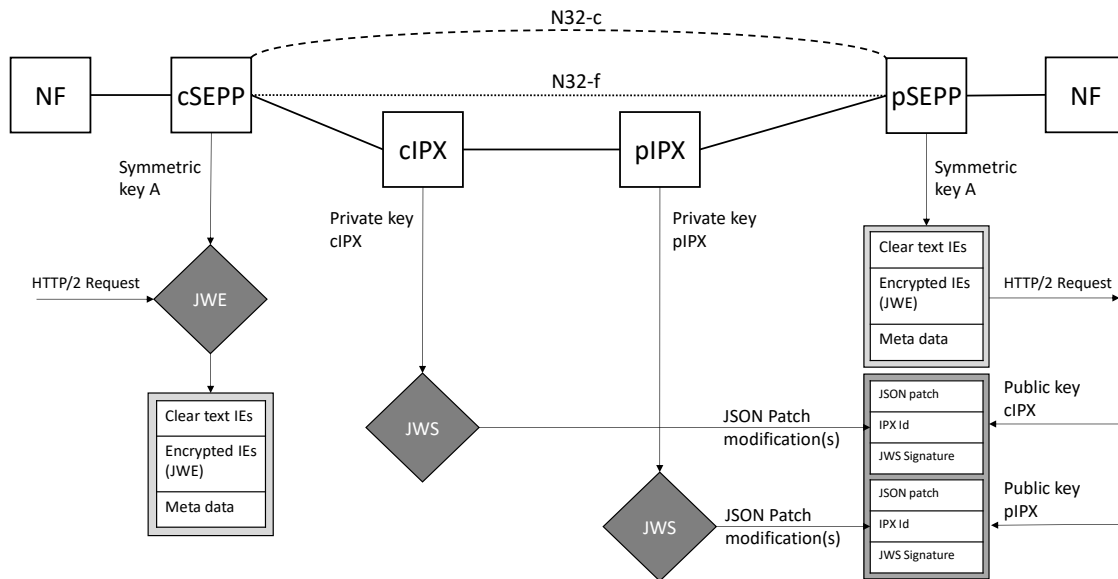 N32-c
N32-f
NF
cSEPP
cIPX
pIPX
pSEPP
NF
Symmetric
key A
Private key
cIPX
Private key
pIPX
Symmetric
key A
HTTP/2 Request
JWE
Clear text IEs
Encrypted IEs
(JWE)
Meta data
Clear text IEs
Encrypted IEs
(JWE)
Meta data
HTTP/2 Request
JWS
JSON Patch
modification(s)
JSON patch
IPX Id
JWS Signature
Public key
cIPX
JWS
JSON Patch
modification(s)
JSON patch
IPX Id
JWS Signature
Public key
pIPX